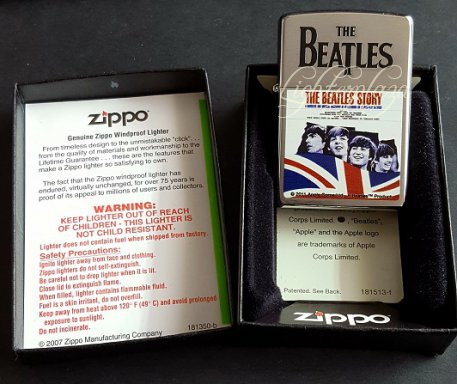 zippo
Genuine Zippo Windproof Lighter
From timeless design to the unmistakable "click"...
from the quality of materials and workmanship to the
Lifetime Guarantee... these are the features that
make a Zippo lighter so satisfying to own.
The fact that the Zippo windproof lighter has
endured, virtually unchanged, for over 75 years is
proof of its appeal to millions of users and collectors.
WARNING:
KEEP LIGHTER OUT OF REACH
OF CHILDREN - THIS LIGHTER IS
NOT CHILD RESISTANT.
Lighter does not contain fuel when shipped from factory.
Safety Precautions:
Ignite lighter away from face and clothing.
Zippo lighters do not self-extinguish.
Be careful not to drop lighter when it is lit.
Close lid to extinguish flame.
When filled, lighter contains flammable fluid.
Fuel is a skin irritant, do not overfill.
Keep away from heat above 120° F (49° C) and avoid prolonged
exposure to sunlight.
Do not incinerate.
© 2007 Zippo Manufacturing Company
181350-b
THE
BEATLES
THE BEATLES STORY
© 2011 Apple Product
Corps Limited. "Beatles",
"Apple" and the Apple logo
are trademarks of Apple
Corps Limited.
Patented. See Back.
181513-f
zippo